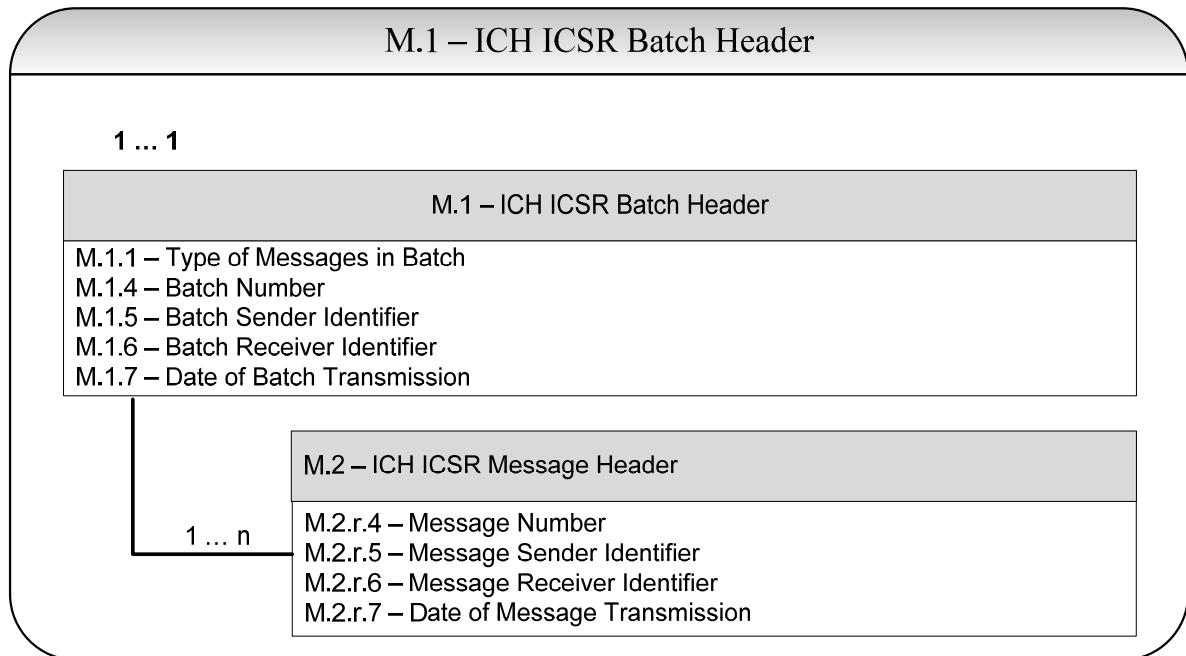 M.1 – ICH ICSR Batch Header
1 ... 1
M.1 – ICH ICSR Batch Header
M.1.1 – Type of Messages in Batch
M.1.4 – Batch Number
M.1.5 – Batch Sender Identifier
M.1.6 – Batch Receiver Identifier
M.1.7 – Date of Batch Transmission
M.2 – ICH ICSR Message Header
1 ... n
M.2.r.4 – Message Number
M.2.r.5 – Message Sender Identifier
M.2.r.6 – Message Receiver Identifier
M.2.r.7 – Date of Message Transmission